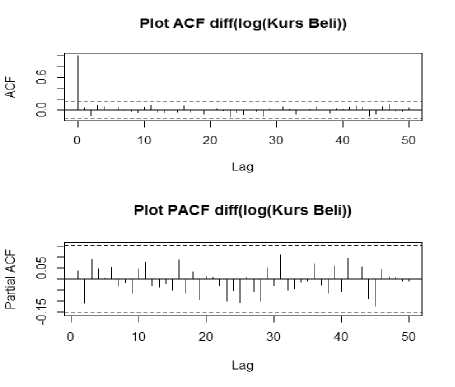 Plot ACF diff(log(Kurs Beli))
ACF
0.6
0.0
0 10 20 30 40 50
Lag
Plot PACF diff(log(Kurs Beli))
Partial ACF
0.05
-0.15
0 10 20 30 40 50
Lag